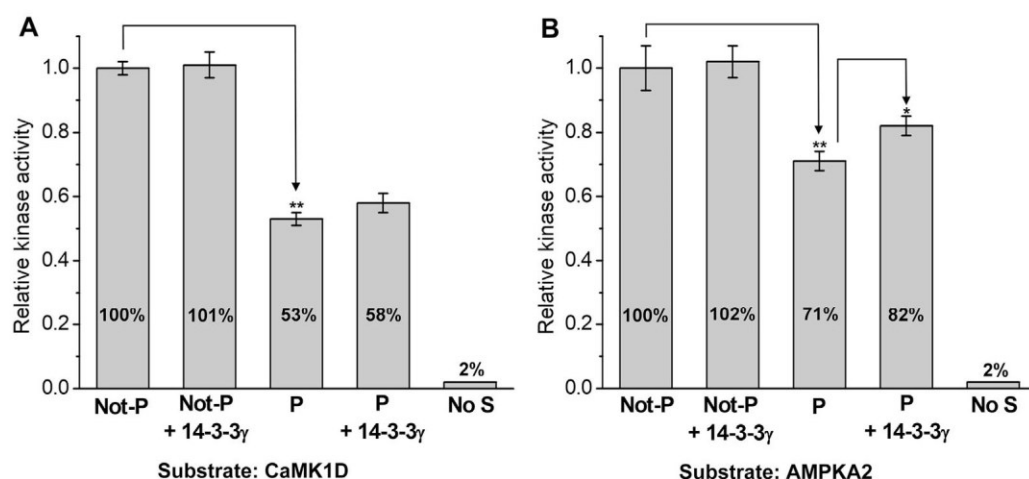 A
Relative kinase activity
1.0
0.8
0.6
0.4
0.2
0.0
**
100%
101%
53%
58%
2%
Not-P
Not-P
+ 14-3-3γ
P
P
+ 14-3-3γ
No S
Substrate: CaMK1D
B
Relative kinase activity
1.0
0.8
0.6
0.4
0.2
0.0
**
*
100%
102%
71%
82%
2%
Not-P
Not-P
+ 14-3-3γ
P
P
+ 14-3-3γ
No S
Substrate: AMPKA2